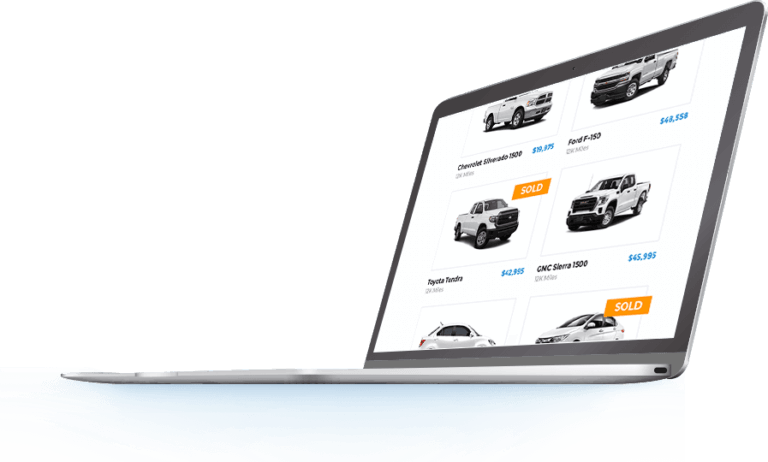 Chevrolet Silverado 1500
$19,975
12K Miles
Ford F-150
$48,558
12K Miles
SOLD
Toyota Tundra
$42,955
12K Miles
GMC Sierra 1500
$45,995
12K Miles
SOLD